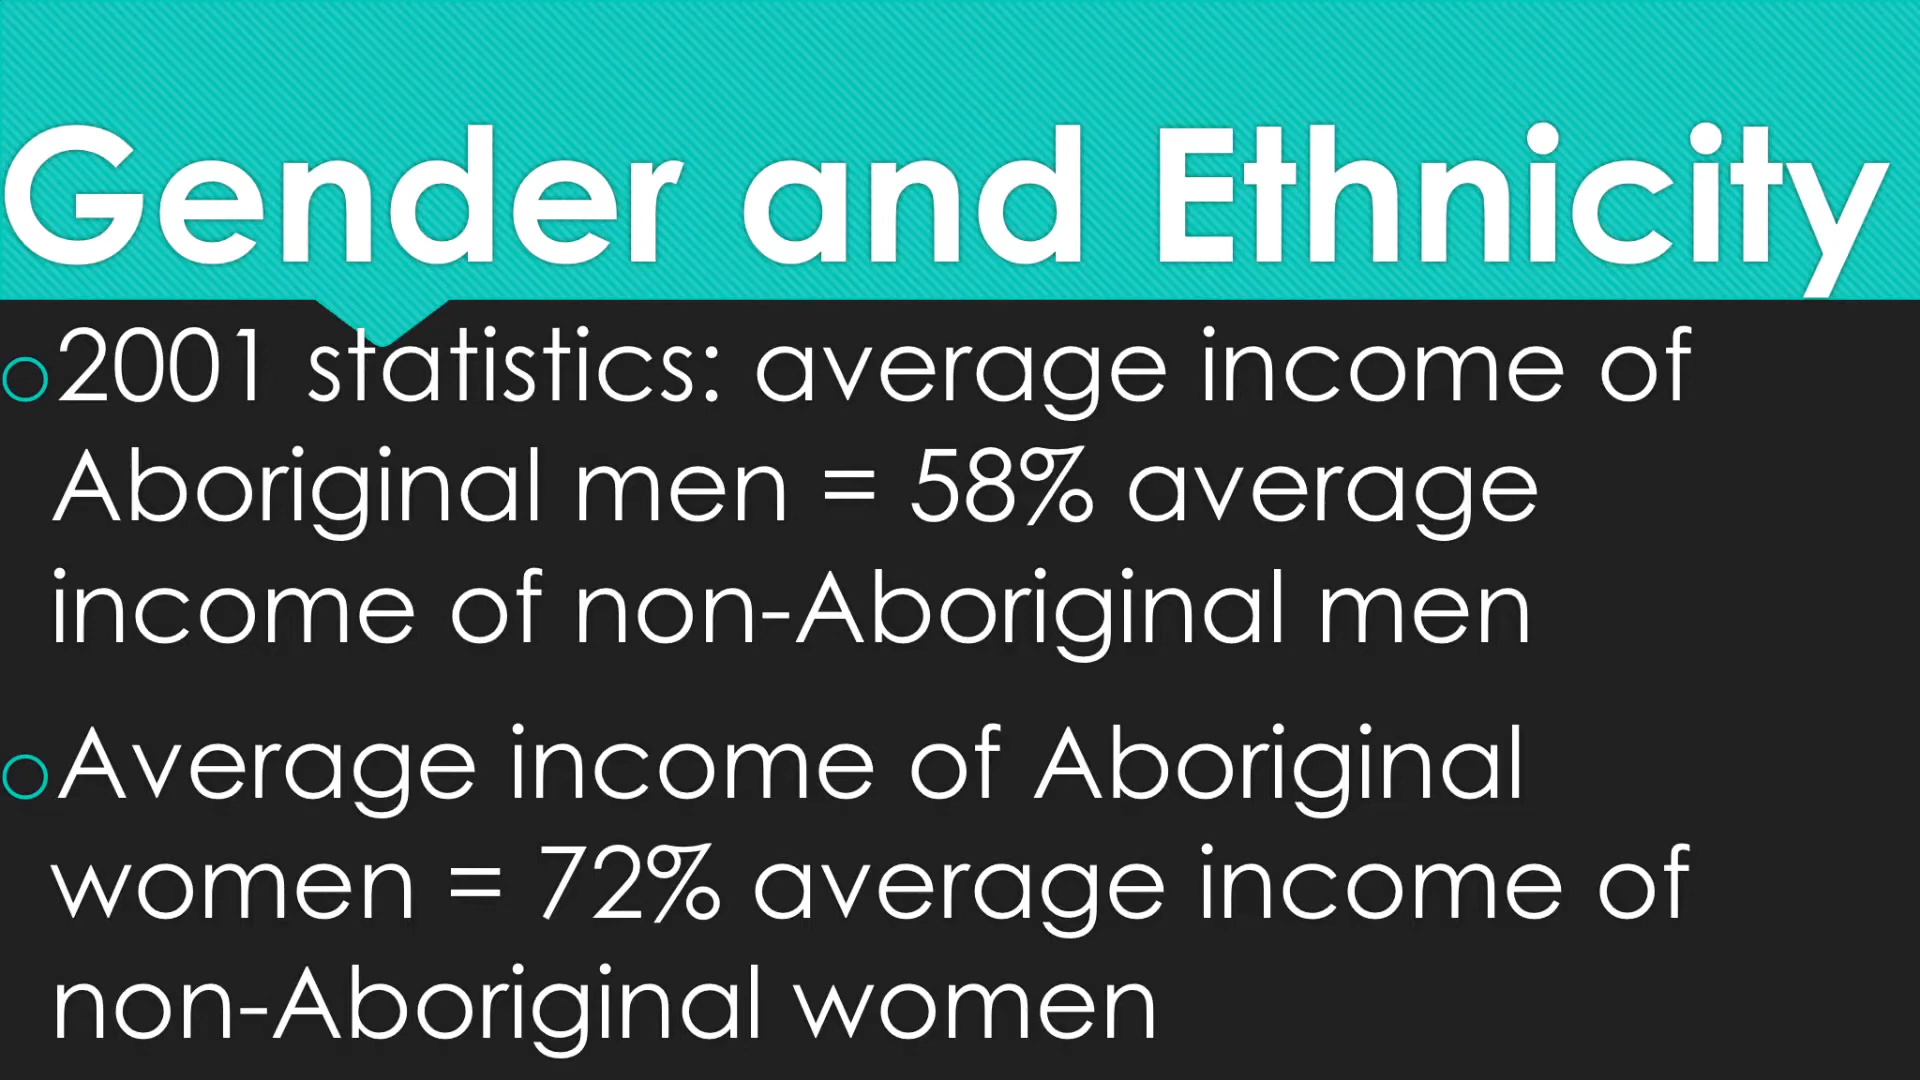 Gender and Ethnicity
2001 statistics: average income of
Aboriginal men = 58% average
income of non-Aboriginal men
Average income of Aboriginal
women = 72% average income of
non-Aboriginal women